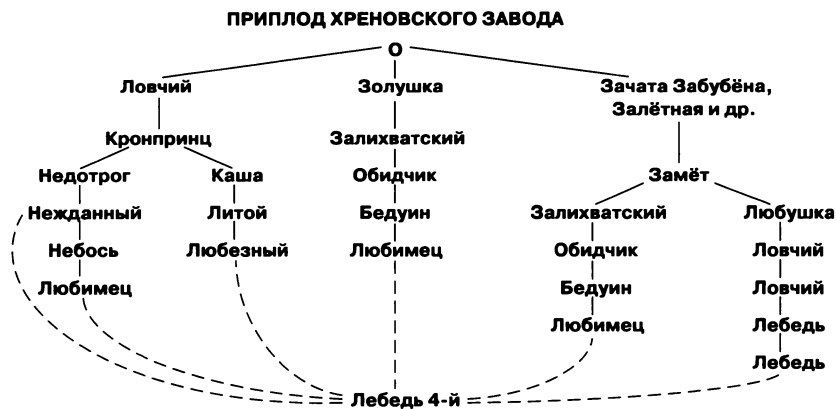 ПРИПЛОД ХРЕНОВСКОГО ЗАВОДА
О
Ловчий Золушка Зачата Забубёна,
Залётная и др.
Кронпринц Залихватский
Недотрог Каша Обидчик Замёт
Нежданный Литой Бедуин Залихватский Любушка
Небось Любезный Любимец Обидчик Ловчий
Любимец Бедуин Ловчий
Любимец Лебедь
Лебедь
Лебедь 4-й